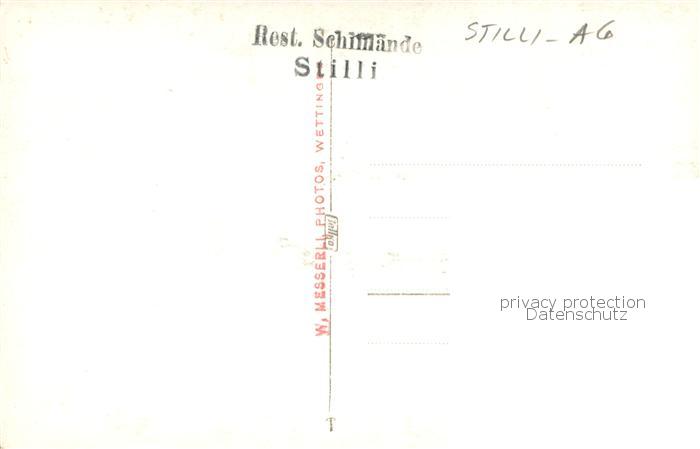 Rest. Schifflände
Stilli
STILLI - AG
W. MESSERLI, PHOTOS, WETTINGEN
privacy protection
Datenschutz